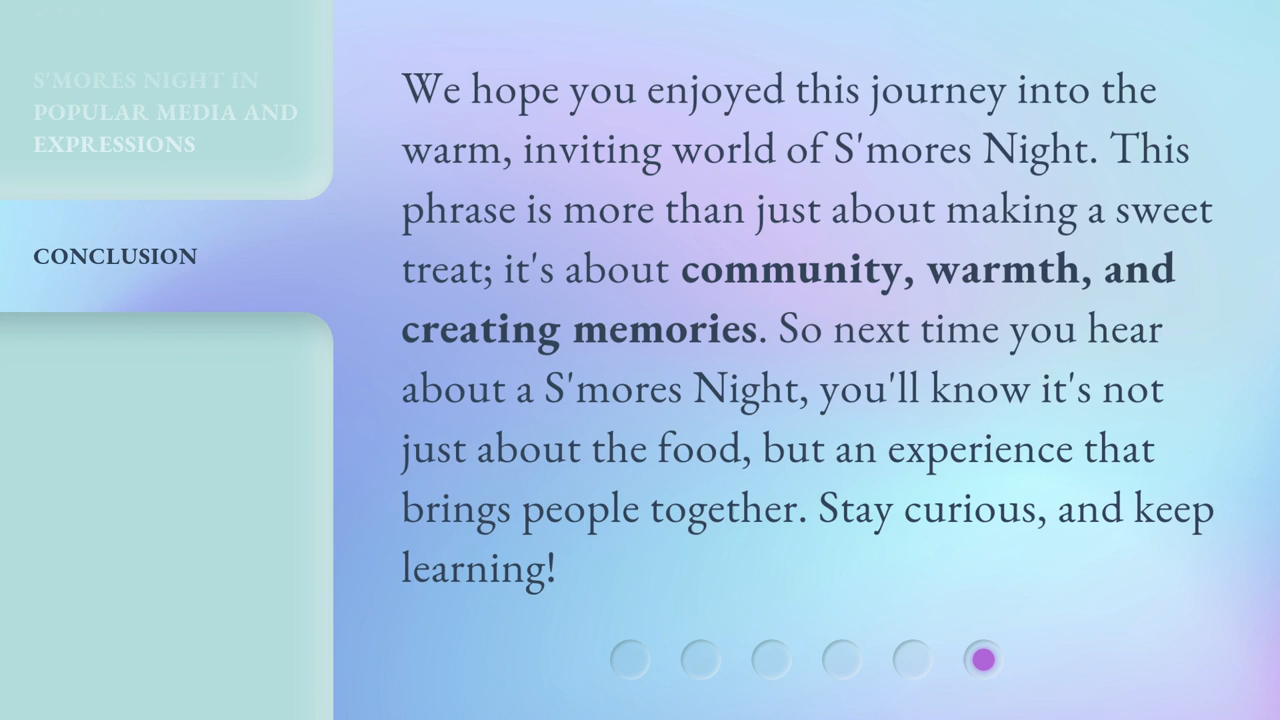 S'MORES NIGHT IN
POPULAR MEDIA AND
EXPRESSIONS
CONCLUSION
We hope you enjoyed this journey into the
warm, inviting world of S'mores Night. This
phrase is more than just about making a sweet
treat; it's about community, warmth, and
creating memories. So next time you hear
about a S'mores Night, you'll know it's not
just about the food, but an experience that
brings people together. Stay curious, and keep
learning!